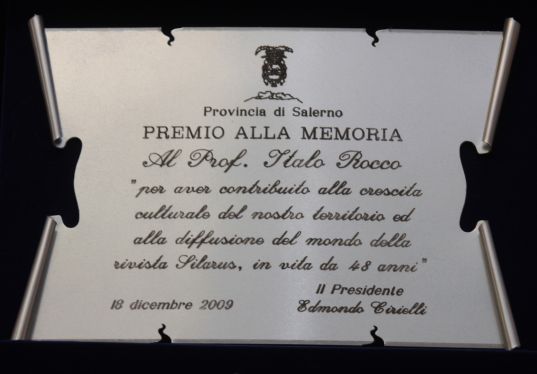 Provincia di Salerno
PREMIO ALLA MEMORIA
Al Prof. Italo Rocco
"per aver contribuito alla crescita
culturale del nostro territorio ed
alla diffusione del mondo della
rivista Silarus, in vita da 48 anni"
Il Presidente
18 dicembre 2009 Edmondo Cirielli